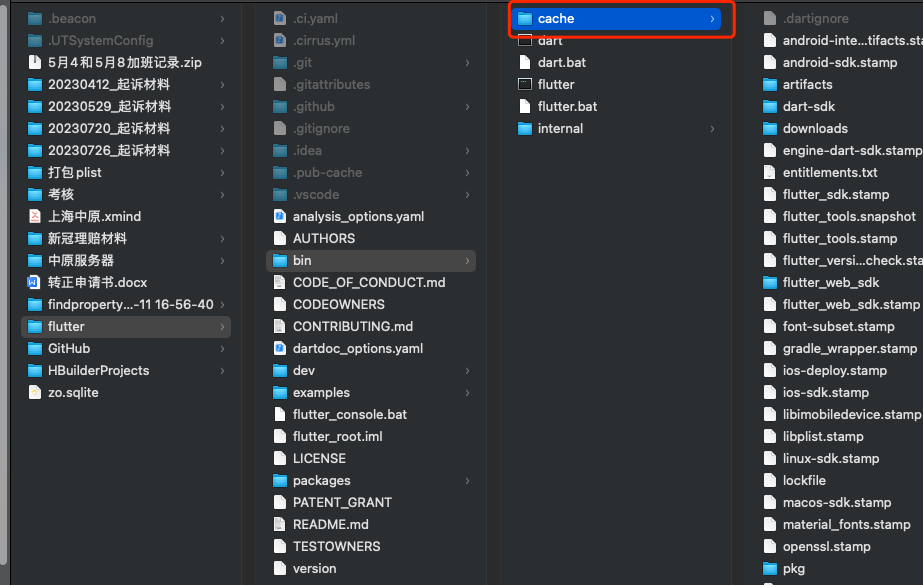 .beacon
.UTSystemConfig
5月4和5月8加班记录.zip
20230412_起诉材料
20230529_起诉材料
20230720_起诉材料
20230726_起诉材料
打包plist
考核
上海中原.xmind
新冠理赔材料
中原服务器
转正申请书.docx
findproperty...-11 16-56-40
flutter
GitHub
HBuilderProjects
zo.sqlite
.ci.yaml
.cirrus.yml
.git
.gitattributes
.github
.gitignore
.idea
.pub-cache
.vscode
analysis_options.yaml
AUTHORS
bin
CODE_OF_CONDUCT.md
CODEOWNERS
CONTRIBUTING.md
dartdoc_options.yaml
dev
examples
flutter_console.bat
flutter_root.iml
LICENSE
packages
PATENT_GRANT
README.md
TESTOWNERS
version
cache
dart
dart.bat
flutter
flutter.bat
internal
.dartignore
android-inte...tifacts.sta
android-sdk.stamp
artifacts
dart-sdk
downloads
engine-dart-sdk.stamp
entitlements.txt
flutter_sdk.stamp
flutter_tools.snapshot
flutter_tools.stamp
flutter_versi...check.sta
flutter_web_sdk
flutter_web_sdk.stamp
font-subset.stamp
gradle_wrapper.stamp
ios-deploy.stamp
ios-sdk.stamp
libimobiledevice.stamp
libplist.stamp
linux-sdk.stamp
lockfile
macos-sdk.stamp
material_fonts.stamp
openssl.stamp
pkg